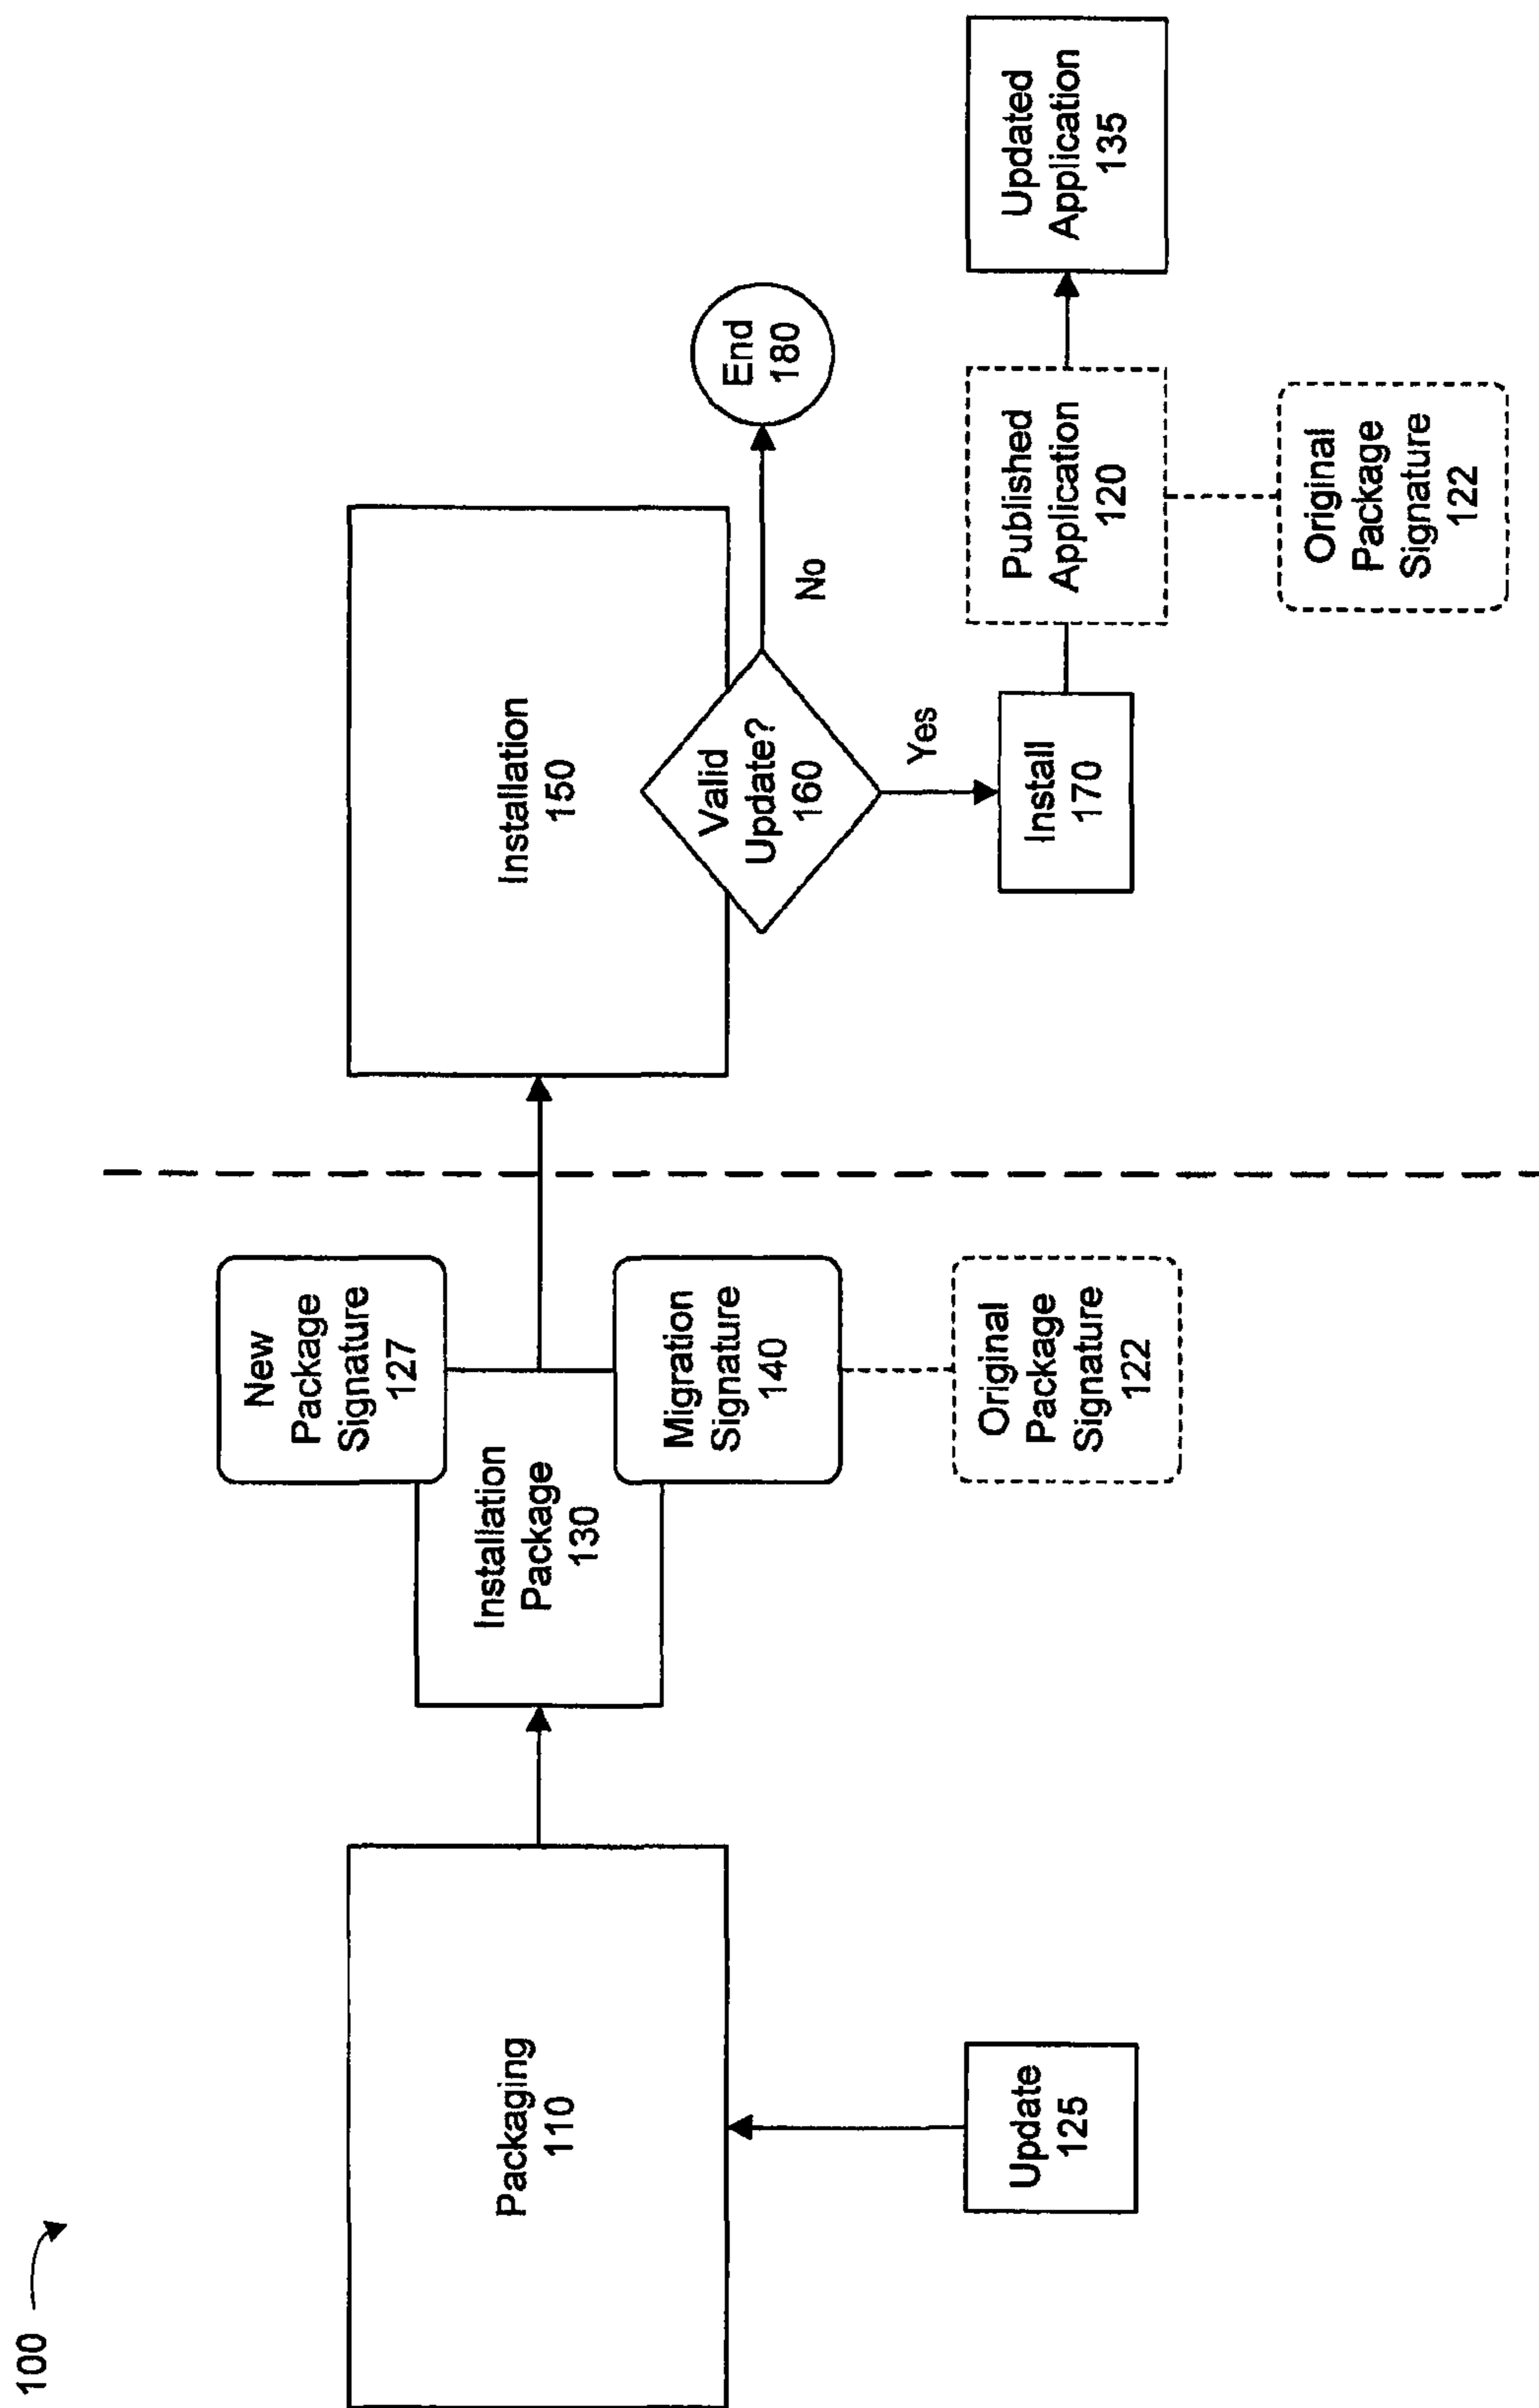 100
Packaging
110
Update
125
Installation
Package
130
New
Package
Signature
127
Migration
Signature
140
Original
Package
Signature
122
Installation
150
Valid
Update?
160
No
End
180
Yes
Install
170
Published
Application
120
Original
Package
Signature
122
Updated
Application
135